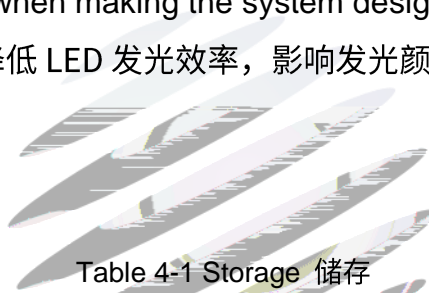 when making the system desig
低 LED 发光效率，影响发光颜
Table 4-1 Storage 储存